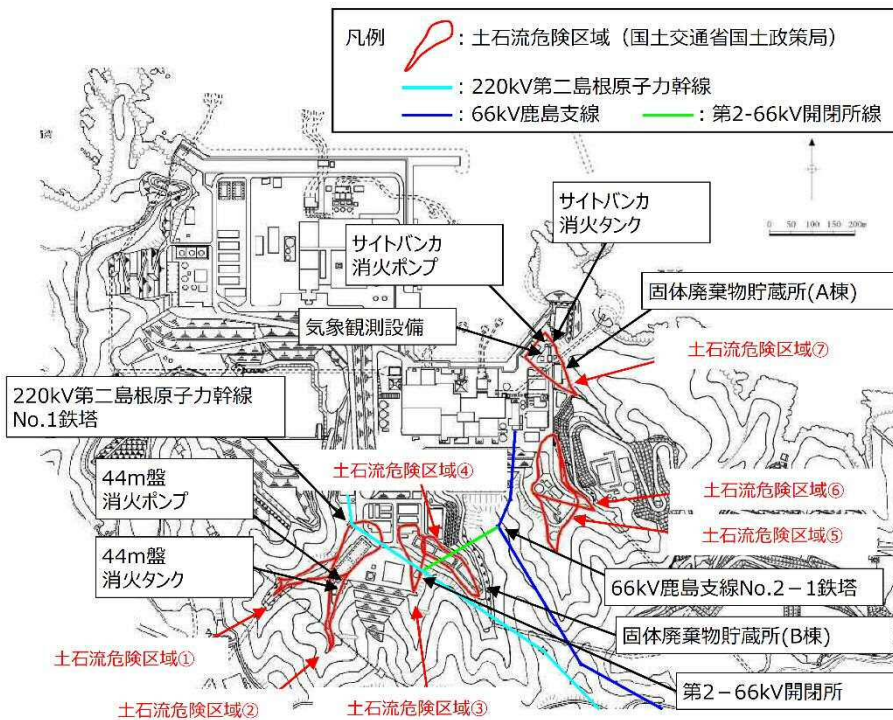 凡例
：土石流危険区域（国土交通省国土政策局）
：220kV第二島根原子力幹線
：66kV鹿島支線
：第2-66kV開閉所線
0 50 100 150 200m
サイトバンカ
消火タンク
サイトバンカ
消火ポンプ
固体廃棄物貯蔵所(A棟)
気象観測設備
土石流危険区域⑦
220kV第二島根原子力幹線
No.1鉄塔
土石流危険区域④
44m盤
消火ポンプ
土石流危険区域⑥
土石流危険区域⑤
44m盤
消火タンク
66kV鹿島支線No.2－1鉄塔
固体廃棄物貯蔵所(B棟)
土石流危険区域①
第2－66kV開閉所
土石流危険区域②
土石流危険区域③